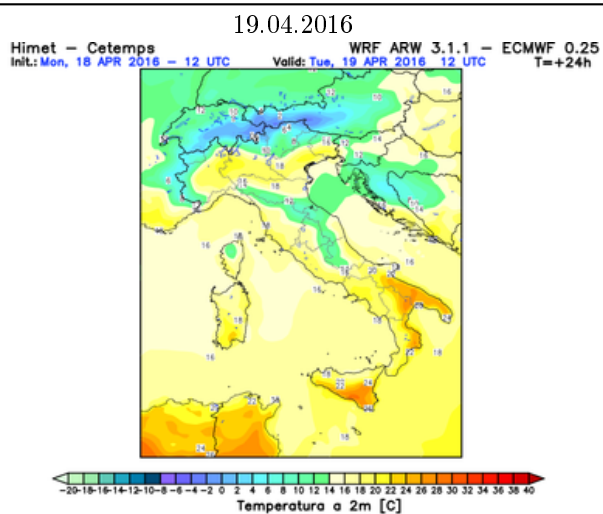 19.04.2016
Himet – Cetemps WRF ARW 3.1.1 – ECMWF 0.25
Init.: Mon, 18 APR 2016 – 12 UTC Valid: Tue, 19 APR 2016 12 UTC T=+24h
-20-18-16-14-12-10-8 -6 -4 -2 0 2 4 6 8 10 12 14 16 18 20 22 24 26 28 30 32 34 36 38 40
Temperatura a 2m [C]